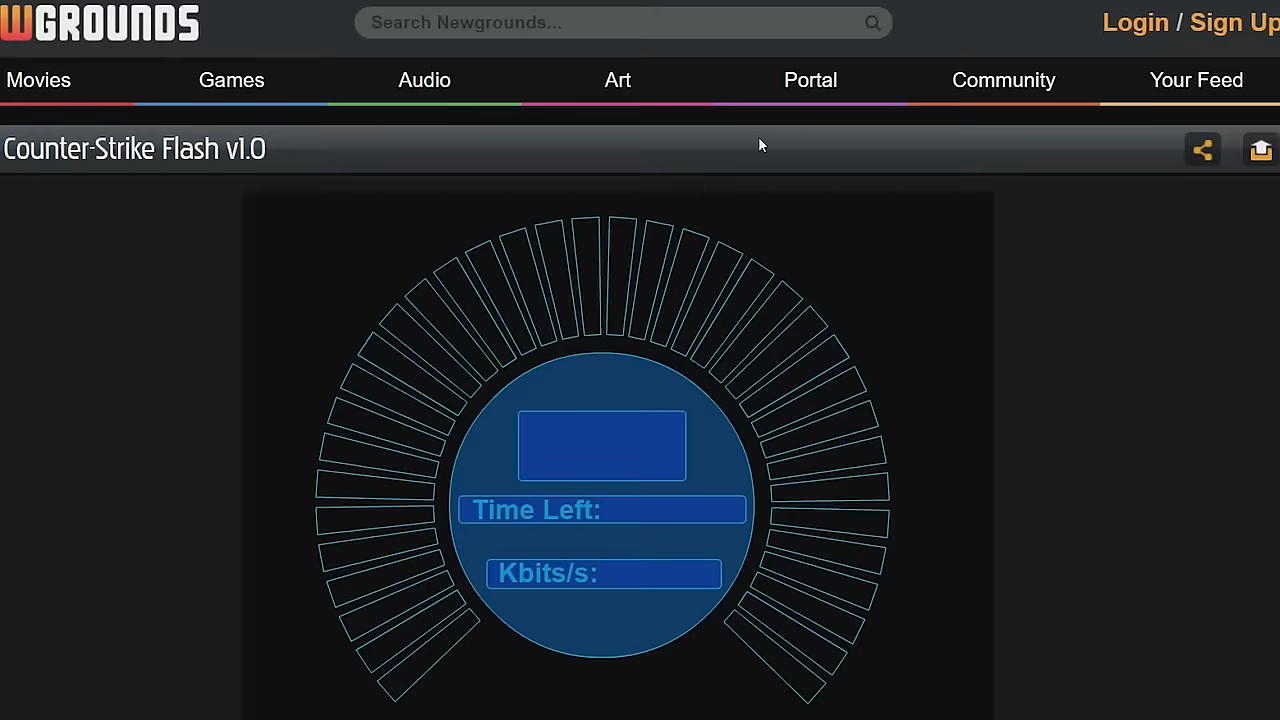 WGROUNDS
Search Newgrounds...
Login / Sign Up
Movies Games Audio Art Portal Community Your Feed
Counter-Strike Flash v1.0
Time Left:
Kbits/s: